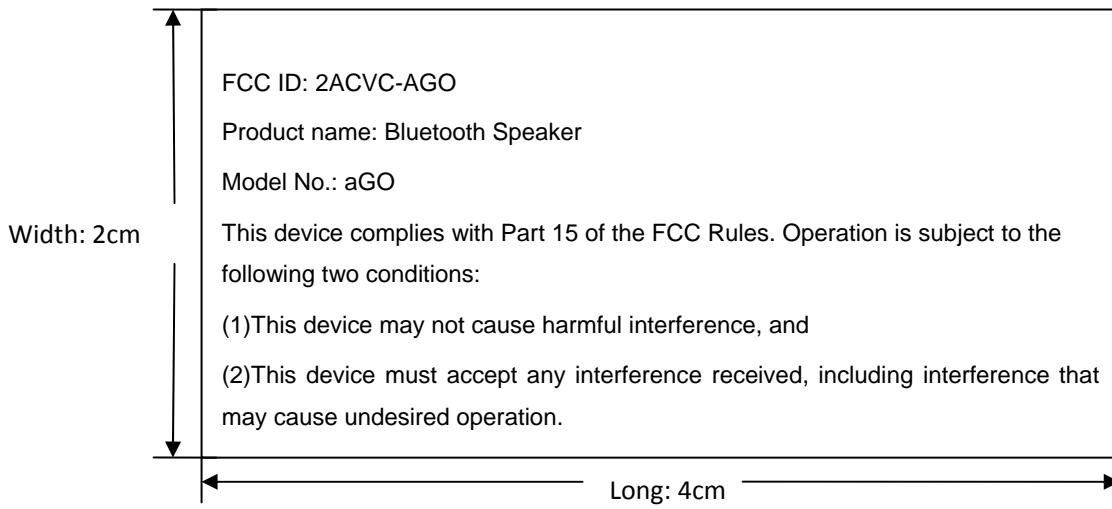 FCC ID: 2ACVC-AGO
Product name: Bluetooth Speaker
Model No.: aGO
Width: 2cm
This device complies with Part 15 of the FCC Rules. Operation is subject to the
following two conditions:
(1)This device may not cause harmful interference, and
(2)This device must accept any interference received, including interference that
may cause undesired operation.
Long: 4cm